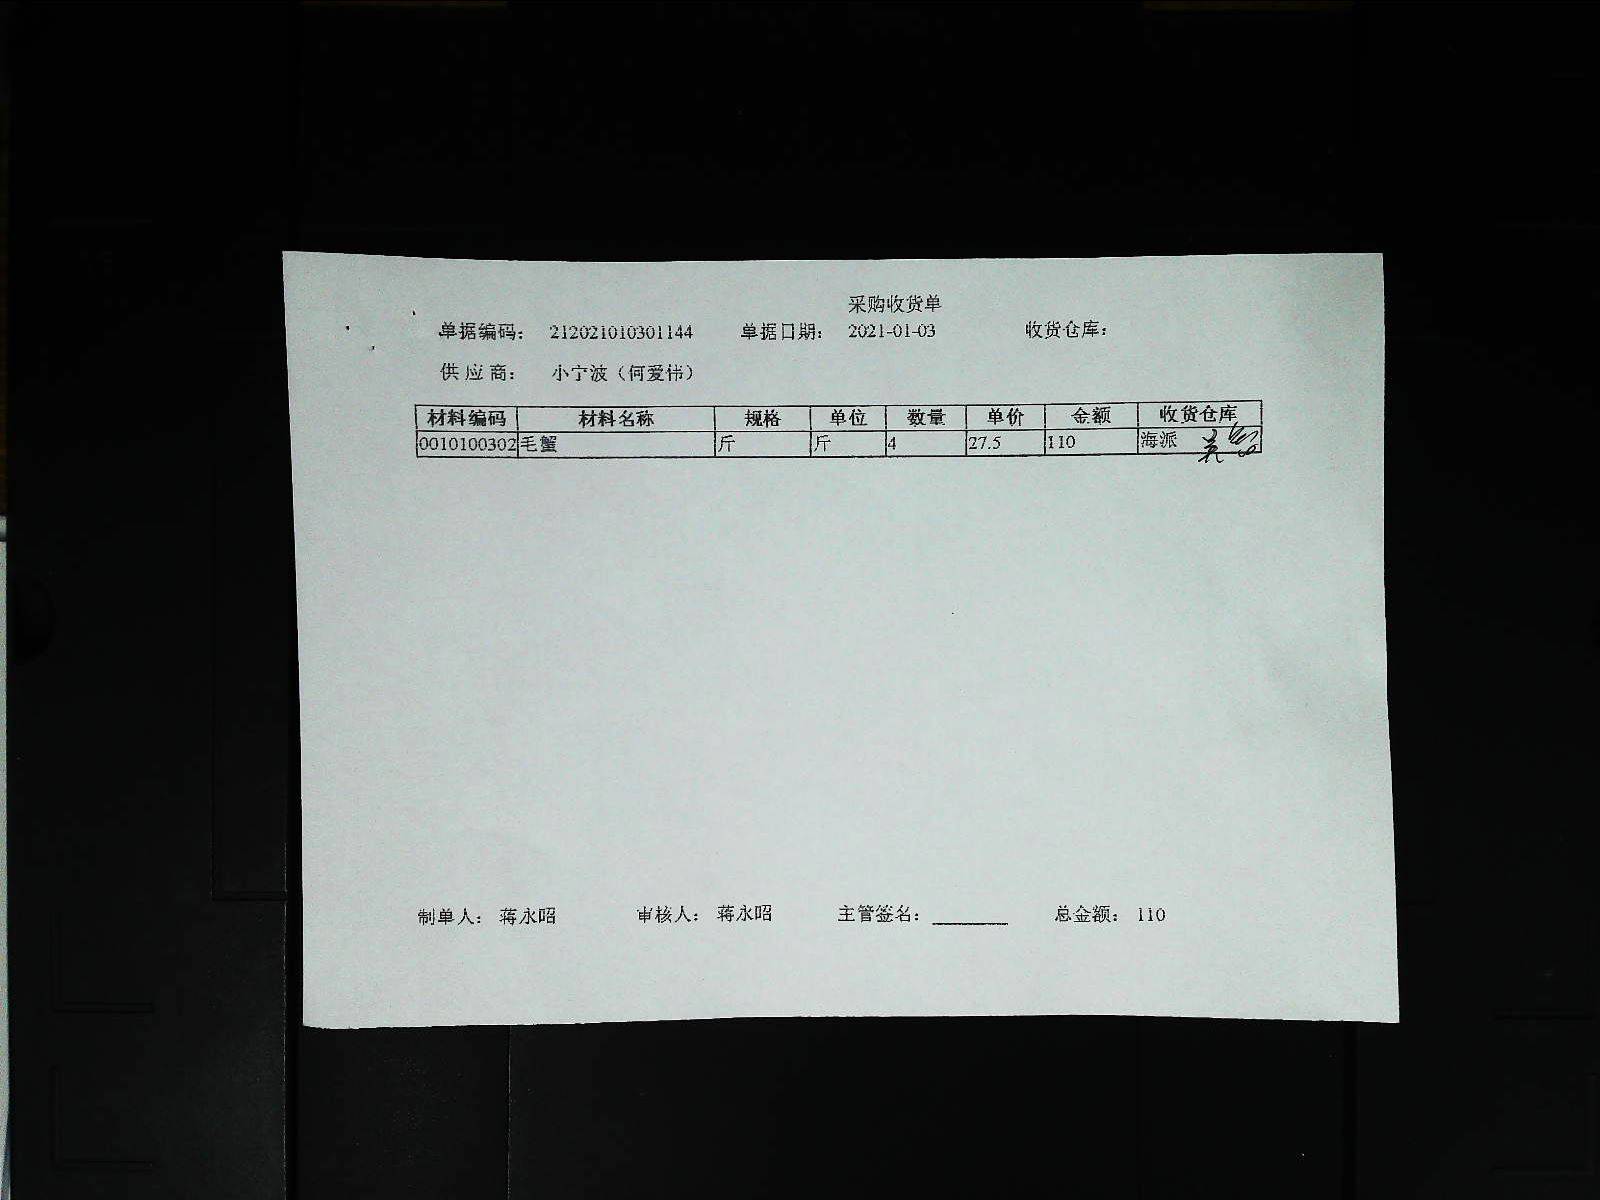 采购收货单
单据编码： 212021010301144 单据日期： 2021-01-03 收货仓库：
供 应 商： 小宁波（何爱伟）
材料编码 材料名称 规格 单位 数量 单价 金额 收货仓库
0010100302 毛蟹 斤 斤 4 27.5 110 海派
制单人： 蒋永昭 审核人： 蒋永昭 主管签名： 总金额： 110